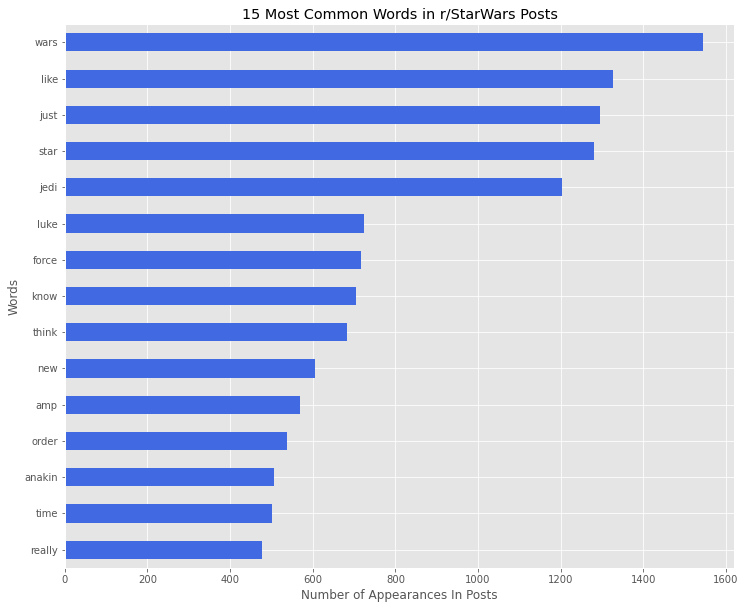 15 Most Common Words in r/StarWars Posts
wars
like
just
star
jedi
luke
force
know
think
new
amp
order
anakin
time
really
Words
0 200 400 600 800 1000 1200 1400 1600
Number of Appearances In Posts